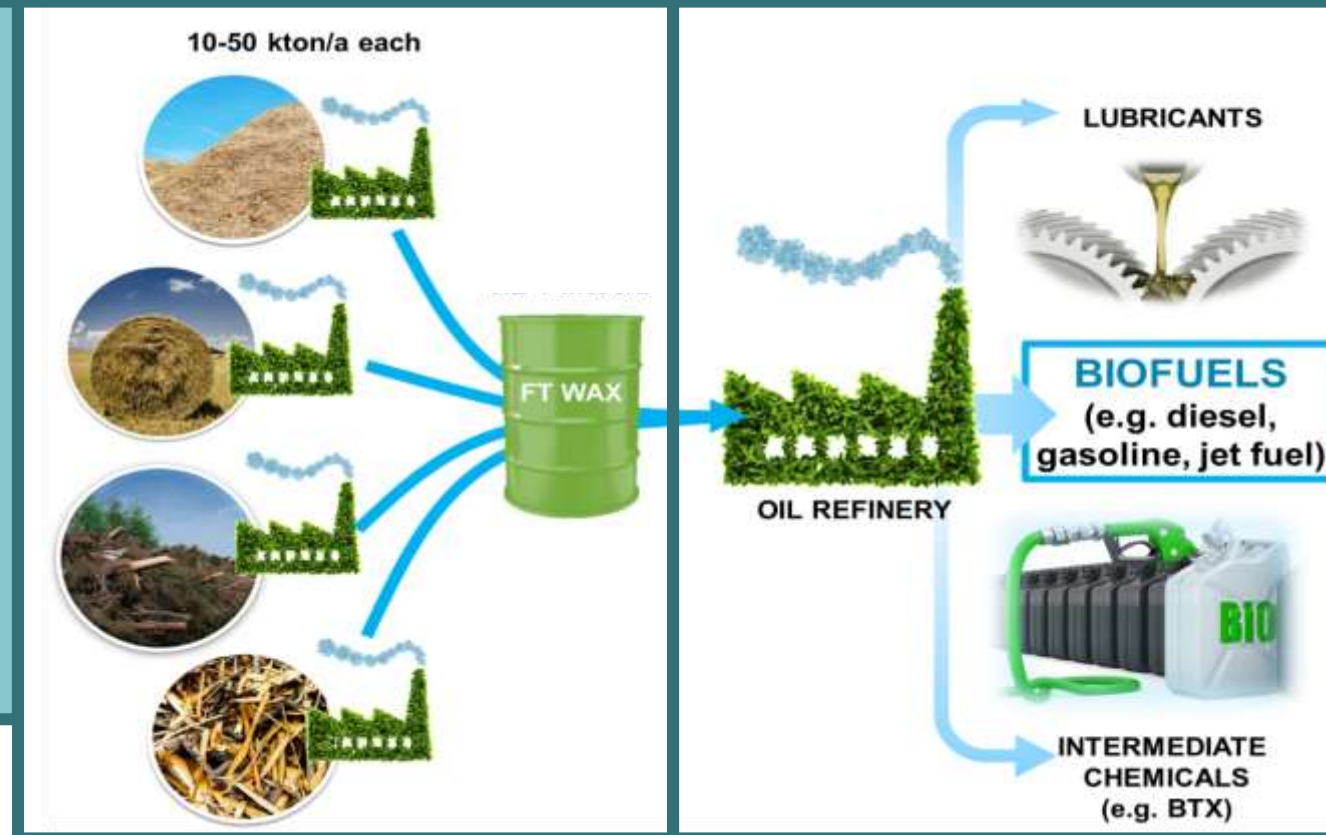 10-50 kton/a each
FT WAX
OIL REFINERY
LUBRICANTS
BIOFUELS
(e.g. diesel,
gasoline, jet fuel)
BIO
INTERMEDIATE
CHEMICALS
(e.g. BTX)